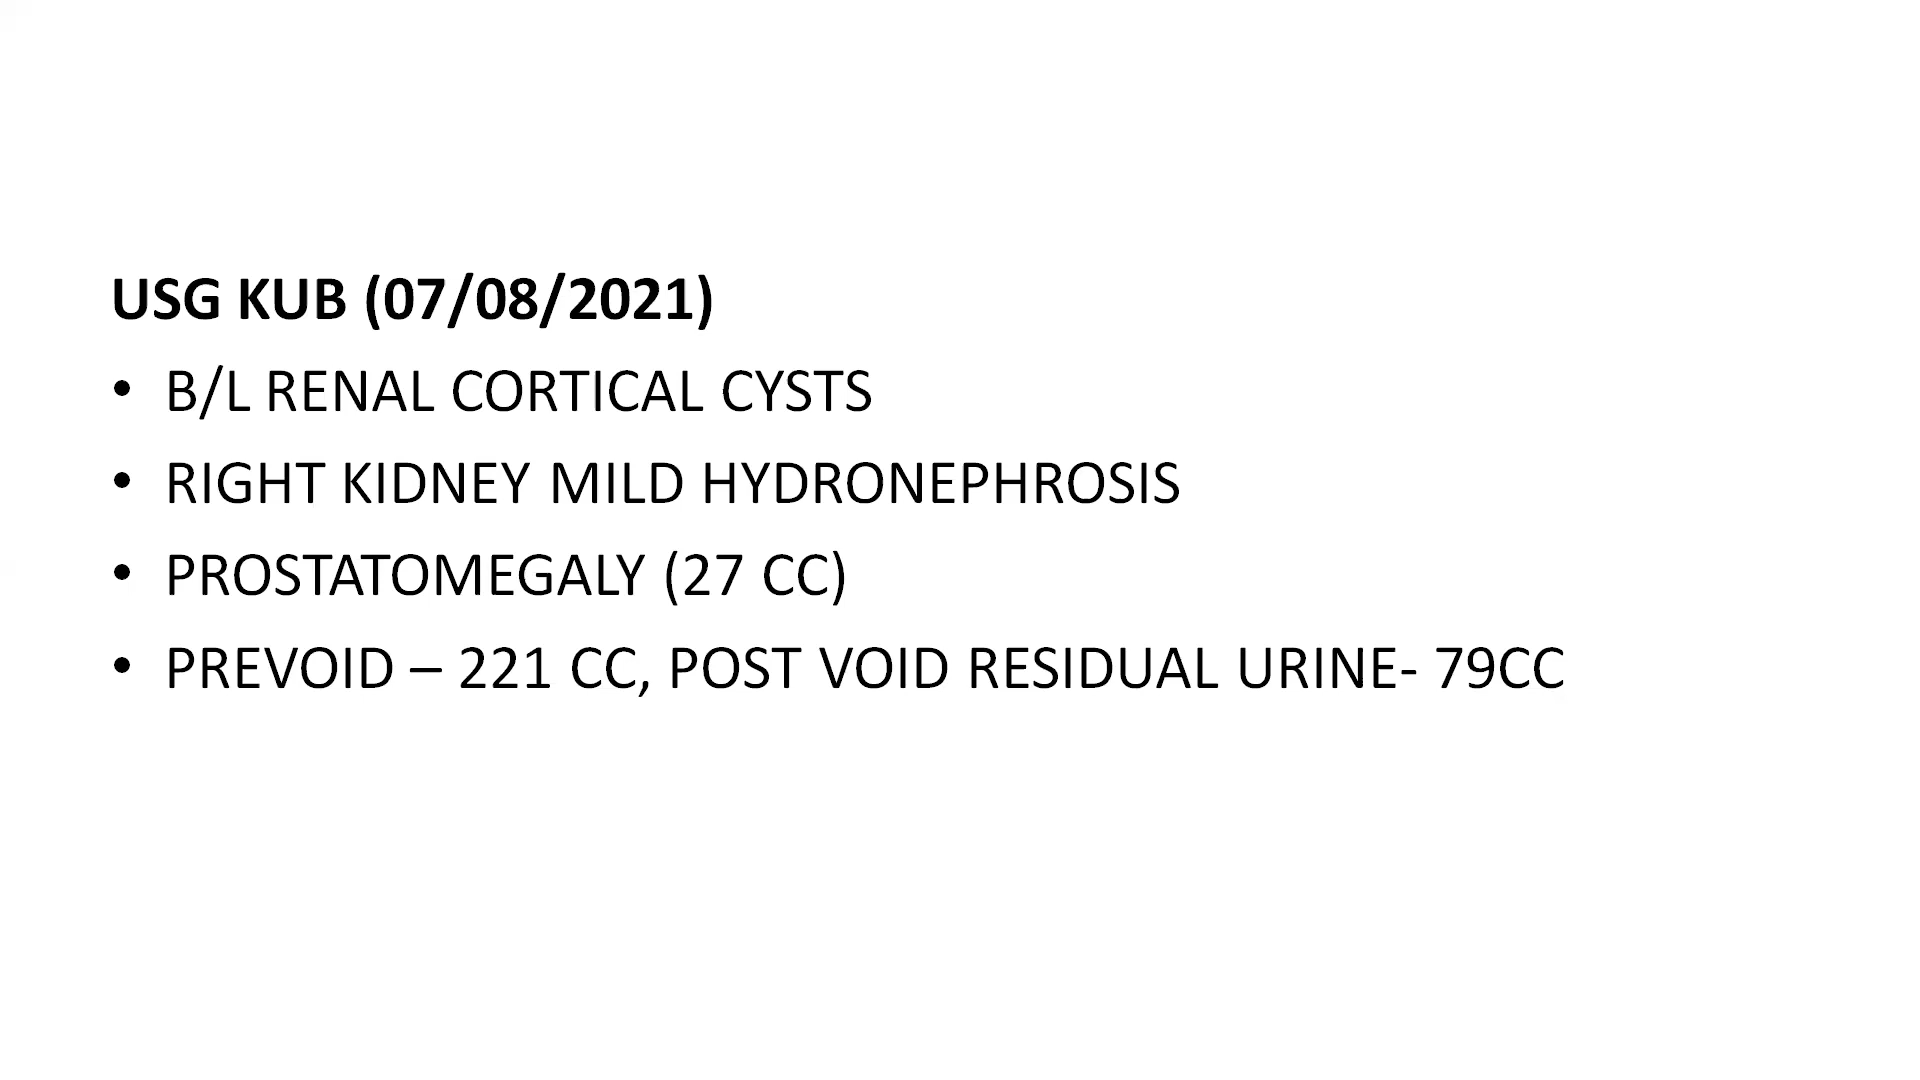 USG KUB (07/08/2021)
• B/L RENAL CORTICAL CYSTS
• RIGHT KIDNEY MILD HYDRONEPHROSIS
• PROSTATOMEGALY (27 CC)
• PREVOID – 221 CC, POST VOID RESIDUAL URINE- 79CC